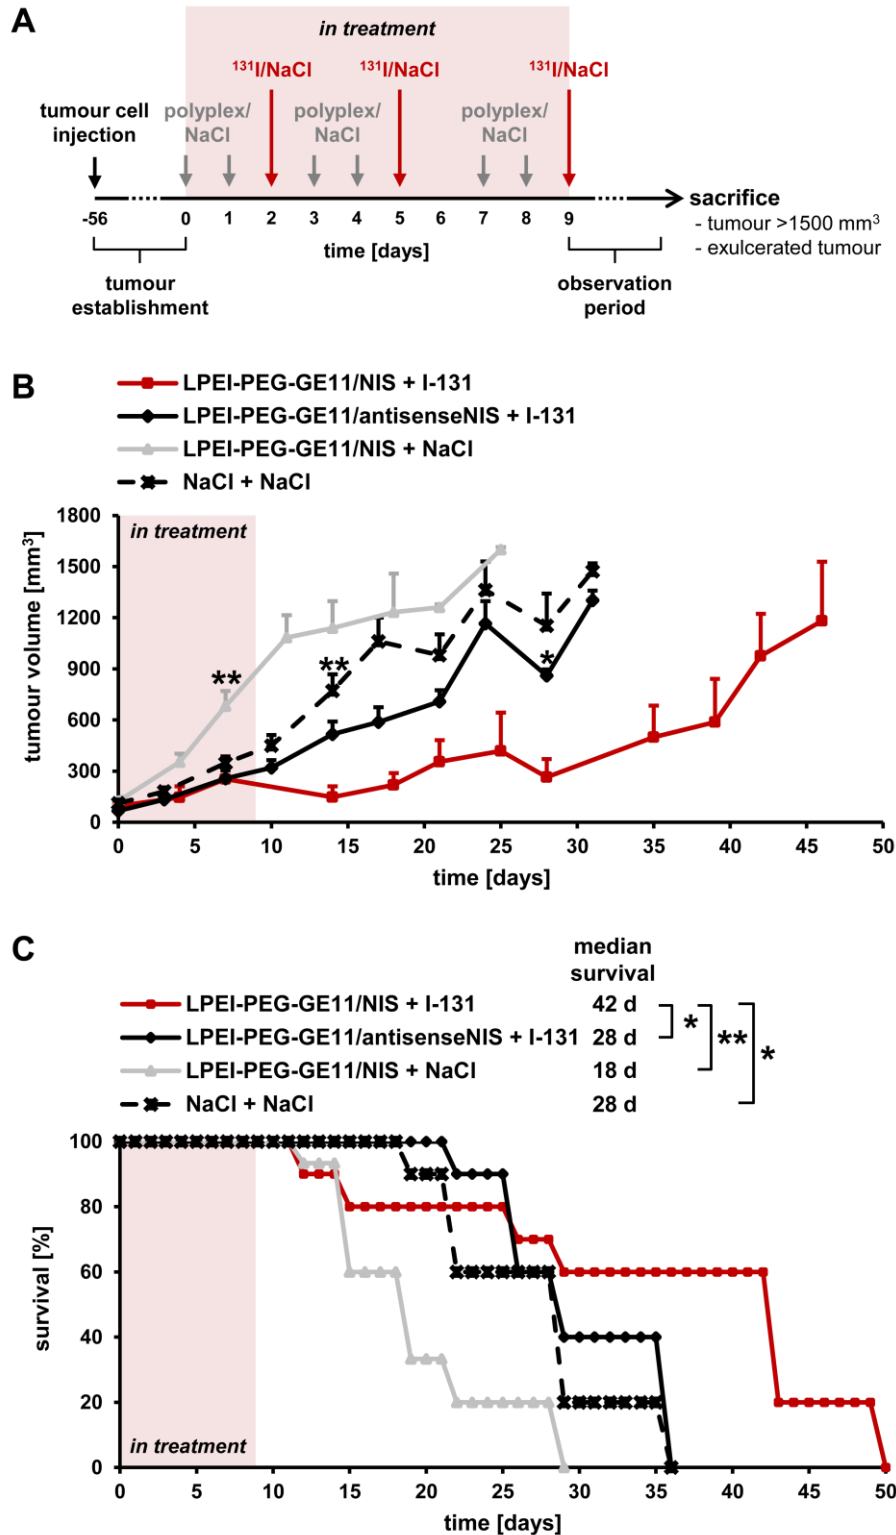 A
in treatment
¹³¹I/NaCl ¹³¹I/NaCl ¹³¹I/NaCl
tumour cell
injection
polyplex/
NaCl
polyplex/
NaCl
polyplex/
NaCl
-56 0 1 2 3 4 5 6 7 8 9
time [days]
sacrifice
- tumour >1500 mm³
- exulcerated tumour
tumour
establishment
observation
period
B
LPEI-PEG-GE11/NIS + I-131
LPEI-PEG-GE11/antisenseNIS + I-131
LPEI-PEG-GE11/NIS + NaCl
NaCl + NaCl
tumour volume [mm³]
1800
1500
1200
900
600
300
0
in treatment
** ** *
0 5 10 15 20 25 30 35 40 45 50
time [days]
C
median
survival
LPEI-PEG-GE11/NIS + I-131 42 d
LPEI-PEG-GE11/antisenseNIS + I-131 28 d
LPEI-PEG-GE11/NIS + NaCl 18 d
NaCl + NaCl 28 d
* ** *
survival [%]
100
80
60
40
20
0
in treatment
0 5 10 15 20 25 30 35 40 45 50
time [days]